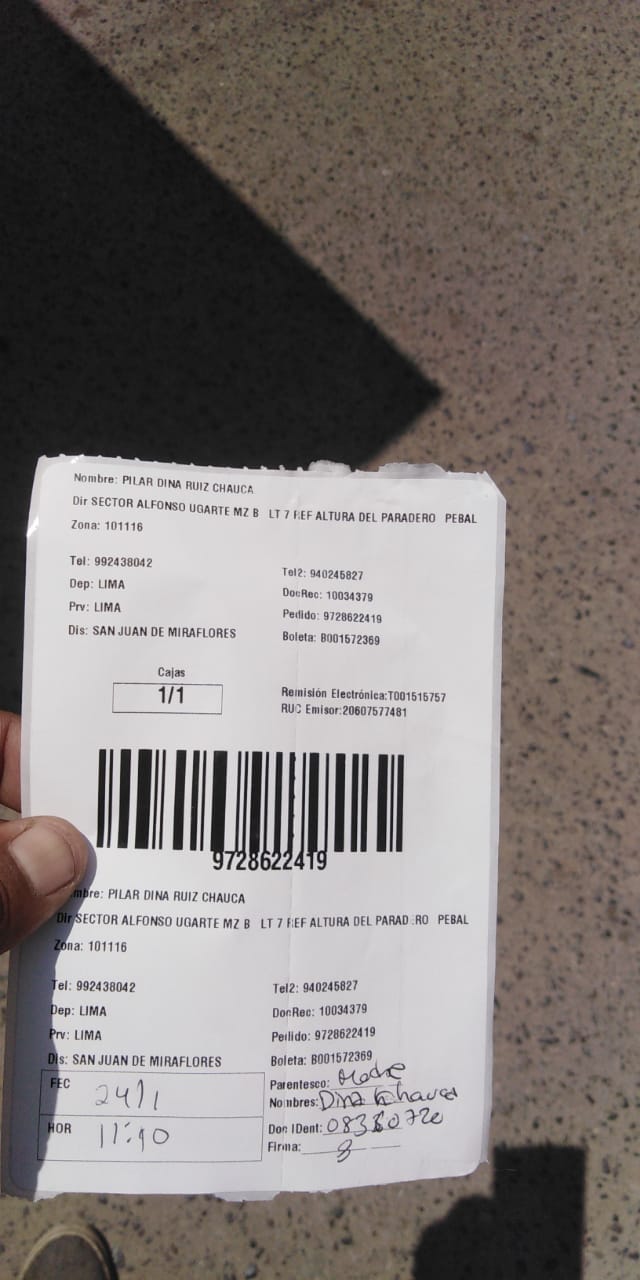 Nombre: PILAR DINA RUIZ CHAUCA
Dir SECTOR ALFONSO UGARTE MZ B LT 7 REF ALTURA DEL PARADERO PEBAL
Zona: 101116
Tel: 992438042
Tel2: 940245827
Dep: LIMA
DocRec: 10034379
Prv: LIMA
Pedido: 9728622419
Dis: SAN JUAN DE MIRAFLORES
Boleta: B001572369
Cajas
1/1
Remisión Electrónica:T001515757
RUC Emisor:20607577481
9728622419
mbre: PILAR DINA RUIZ CHAUCA
Dir SECTOR ALFONSO UGARTE MZ B LT 7 REF ALTURA DEL PARADERO PEBAL
Zona: 101116
Tel: 992438042
Tel2: 940245827
Dep: LIMA
DocRec: 10034379
Prv: LIMA
Pedido: 9728622419
Dis: SAN JUAN DE MIRAFLORES
Boleta: B001572369
FEC 24/1
Parentesco: Madre
Nombres: Dina
HOR 11:40
Doc IDent:
Firma: